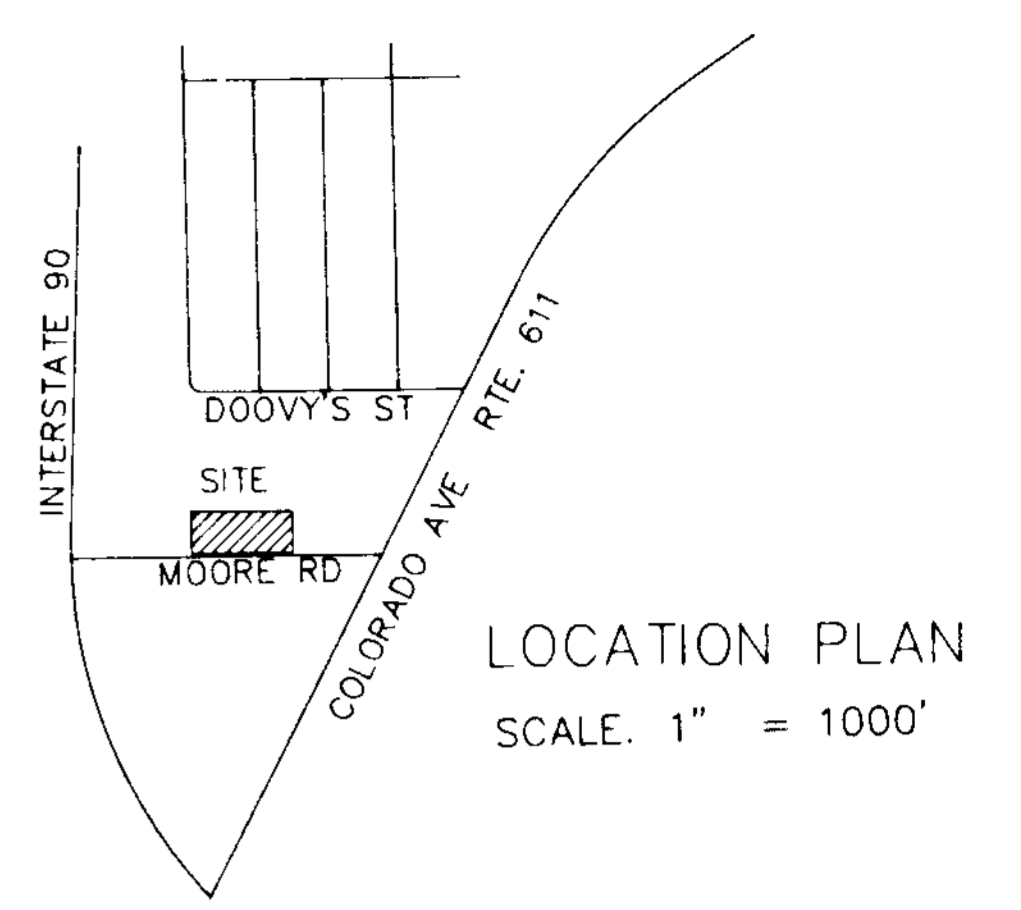 INTERSTATE 90
DOOVY'S ST
RTE. 611
SITE
MOORE RD
COLORADO AVE
LOCATION PLAN
SCALE. 1" = 1000'